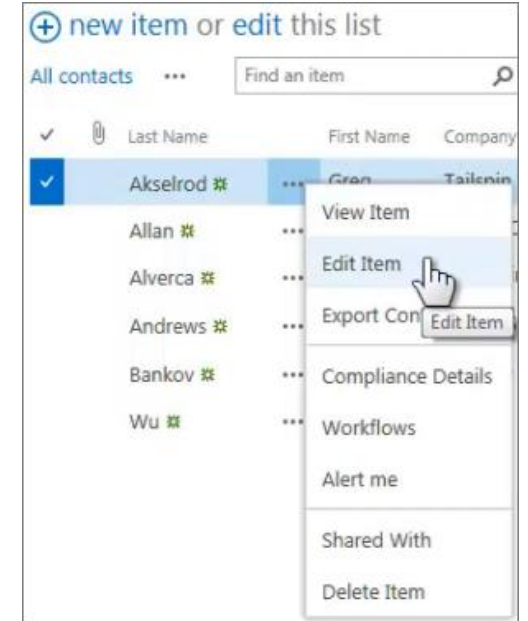 new item or edit this list
All contacts ••• Find an item
Last Name First Name Company
Akselrod ••• Greg Tailspin
View Item
Allan •••
Edit Item
Alverca •••
Export Con Edit Item
Andrews •••
Bankov ••• Compliance Details
Wu ••• Workflows
Alert me
Shared With
Delete Item